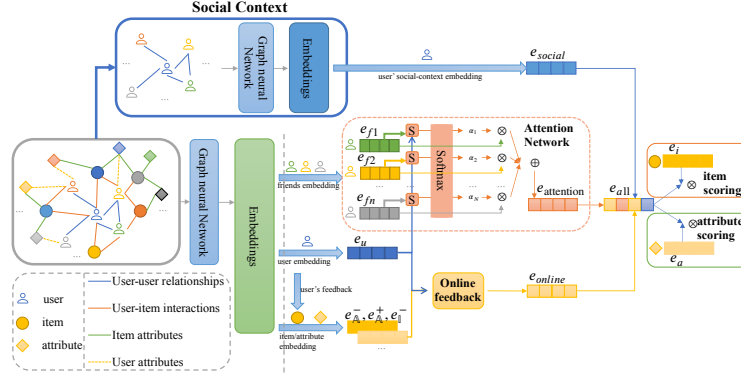 Social Context
...
...
...
Graph neural
Network
Embeddings
user' social-context embedding
e_social
...
...
...
Graph neural
Network
Embeddings
friends embedding
user embedding
user's feedback
item/attribute
embedding
e_f1
e_f2
...
e_fn
S
S
S
Softmax
α_1
α_2
...
α_N
⊗
⊗
...
⊗
⊕
Attention
Network
e_attention
e_all
e_i
item
scoring
⊗
⊗ attribute
scoring
e_a
e_u
Online
feedback
e_online
e_𝔸^-, e_𝔸^+, e_𝕀^-
...
user
item
attribute
User-user relationships
User-item interactions
Item attributes
User attributes